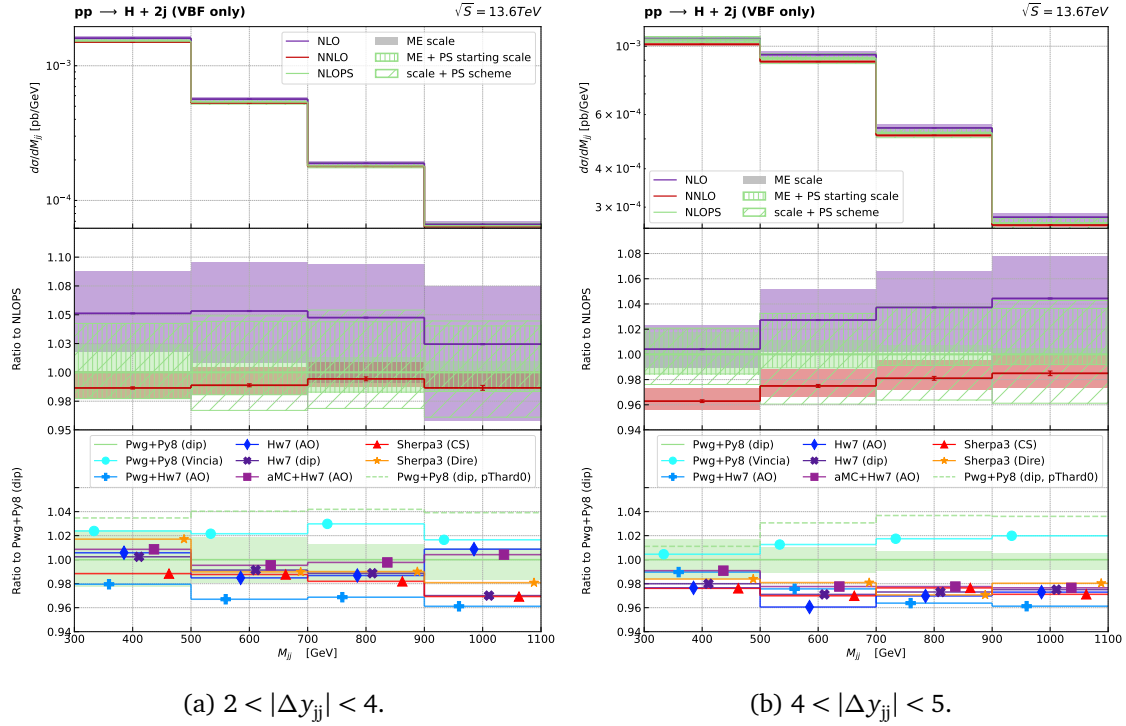 pp → H + 2j (VBF only) √S = 13.6TeV
10⁻³
10⁻⁴
dσ/dMjj [pb/GeV]
NLO
NNLO
NLOPS
ME scale
ME + PS starting scale
scale + PS scheme
1.10
1.08
1.05
1.03
1.00
0.98
0.95
Ratio to NLOPS
Pwg+Py8 (dip)
Pwg+Py8 (Vincia)
Pwg+Hw7 (AO)
Hw7 (AO)
Hw7 (dip)
aMC+Hw7 (AO)
Sherpa3 (CS)
Sherpa3 (Dire)
Pwg+Py8 (dip, pThard0)
1.04
1.02
1.00
0.98
0.96
0.94
Ratio to Pwg+Py8 (dip)
300 400 500 600 700 800 900 1000 1100
Mjj [GeV]
(a) 2 < |Δyjj| < 4.
pp → H + 2j (VBF only) √S = 13.6TeV
10⁻³
6 × 10⁻⁴
4 × 10⁻⁴
3 × 10⁻⁴
dσ/dMjj [pb/GeV]
NLO
NNLO
NLOPS
ME scale
ME + PS starting scale
scale + PS scheme
1.08
1.06
1.04
1.02
1.00
0.98
0.96
0.94
Ratio to NLOPS
Pwg+Py8 (dip)
Pwg+Py8 (Vincia)
Pwg+Hw7 (AO)
Hw7 (AO)
Hw7 (dip)
aMC+Hw7 (AO)
Sherpa3 (CS)
Sherpa3 (Dire)
Pwg+Py8 (dip, pThard0)
1.04
1.02
1.00
0.98
0.96
0.94
Ratio to Pwg+Py8 (dip)
300 400 500 600 700 800 900 1000 1100
Mjj [GeV]
(b) 4 < |Δyjj| < 5.